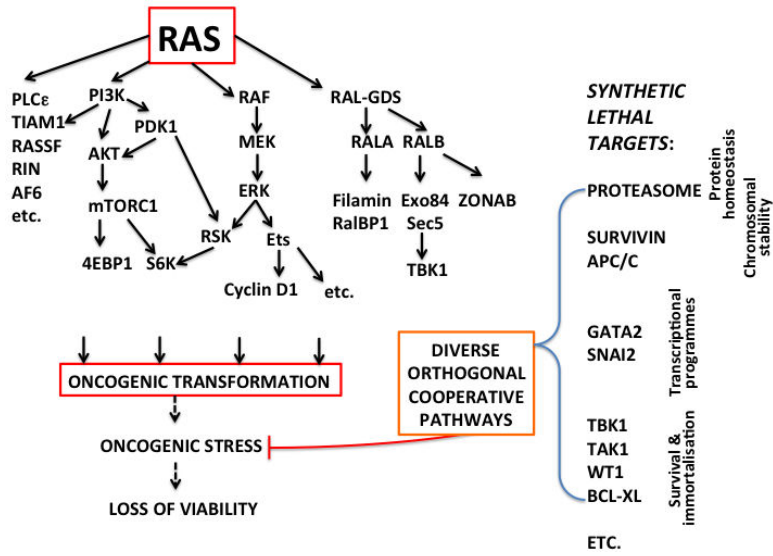 RAS
PLCε
TIAM1
RASSF
RIN
AF6
etc.
PI3K
PDK1
AKT
mTORC1
4EBP1
S6K
RAF
MEK
ERK
RSK
Ets
Cyclin D1
etc.
RAL-GDS
RALA
RALB
Filamin
RalBP1
Exo84
Sec5
ZONAB
TBK1
ONCOGENIC TRANSFORMATION
ONCOGENIC STRESS
LOSS OF VIABILITY
DIVERSE
ORTHOGONAL
COOPERATIVE
PATHWAYS
SYNTHETIC
LETHAL
TARGETS:
PROTEASOME
Protein
homeostasis
SURVIVIN
APC/C
Chromosomal
stability
GATA2
SNAI2
Transcriptional
programmes
TBK1
TAK1
WT1
BCL-XL
Survival &
immortalisation
ETC.